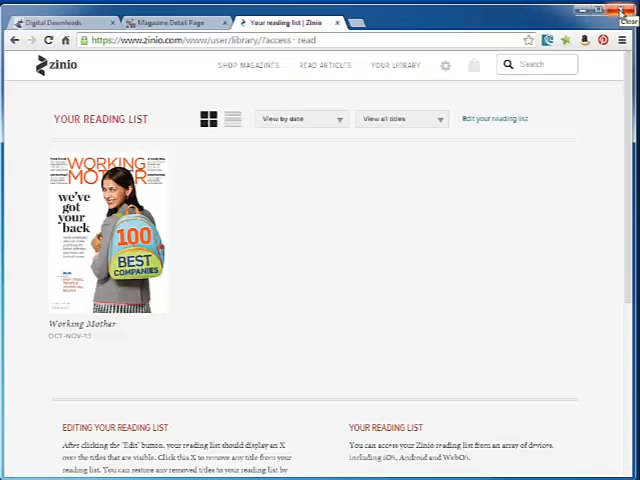 Digital Downloads
Magazine Detail Page
Your reading list | Zinio
Close
https://www.zinio.com/www/user/library/?access=read
zinio
SHOP MAGAZINES
READ ARTICLES
YOUR LIBRARY
Search
YOUR READING LIST
View by date
View all titles
Edit your reading list
WORKING
MOTHER
we've
got
your
back
100
BEST
COMPANIES
Working Mother
OCT-NOV-13
EDITING YOUR READING LIST
After clicking the "Edit" button, your reading list should display an X
over the titles that are visible. Click this X to remove any title from your
reading list. You can restore any removed titles to your reading list by
YOUR READING LIST
You can access your Zinio reading list from an array of devices,
including iOS, Android and WebOS.